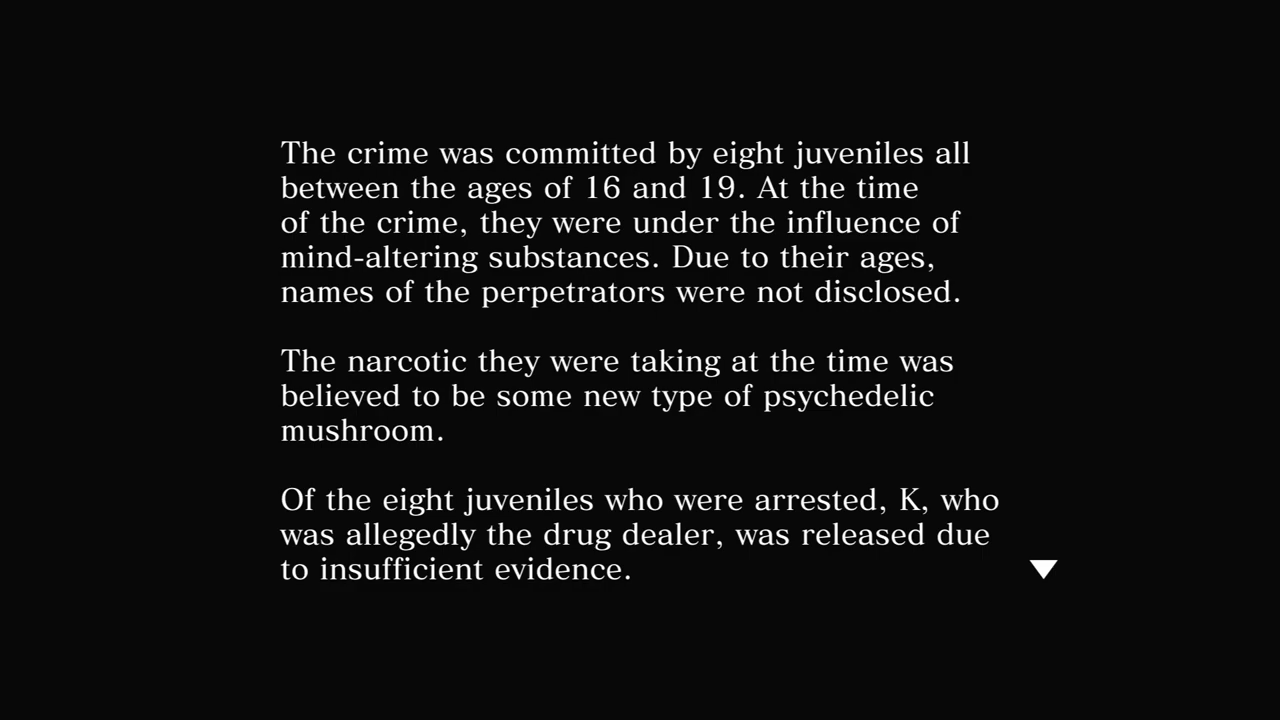 The crime was committed by eight juveniles all
between the ages of 16 and 19. At the time
of the crime, they were under the influence of
mind-altering substances. Due to their ages,
names of the perpetrators were not disclosed.
The narcotic they were taking at the time was
believed to be some new type of psychedelic
mushroom.
Of the eight juveniles who were arrested, K, who
was allegedly the drug dealer, was released due
to insufficient evidence.